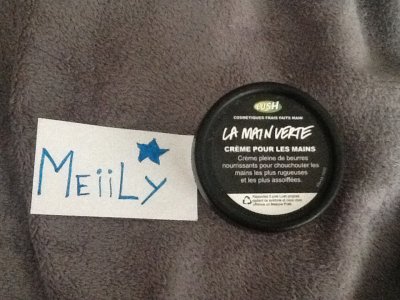 MeiiLy
LUSH
COSMÉTIQUES FRAIS FAITS MAIN
LA MAIN VERTE
CRÈME POUR LES MAINS
Crème pleine de beurres
nourrissants pour chouchouter les
mains les plus rugueuses
et les plus assoiffées.